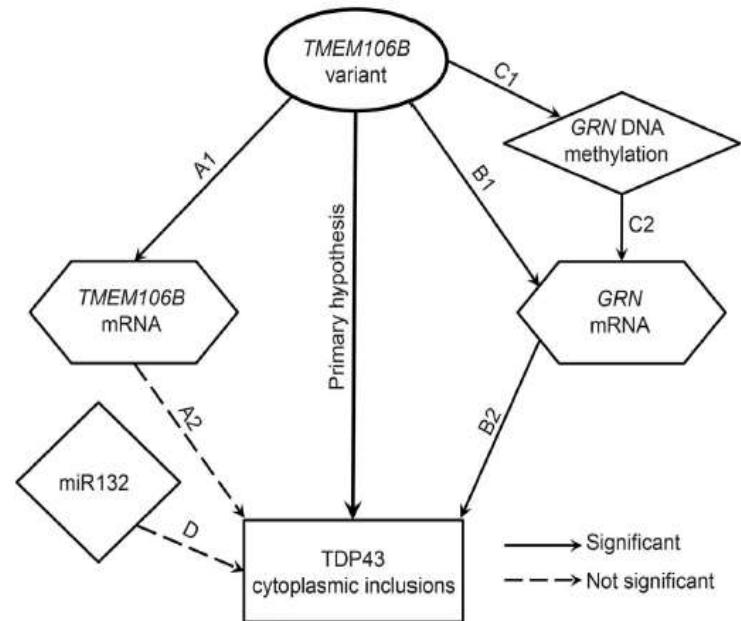 TMEM106B
variant
C1
GRN DNA
methylation
A1
B1
C2
Primary hypothesis
TMEM106B
mRNA
GRN
mRNA
A2
B2
miR132
D
TDP43
cytoplasmic inclusions
Significant
Not significant